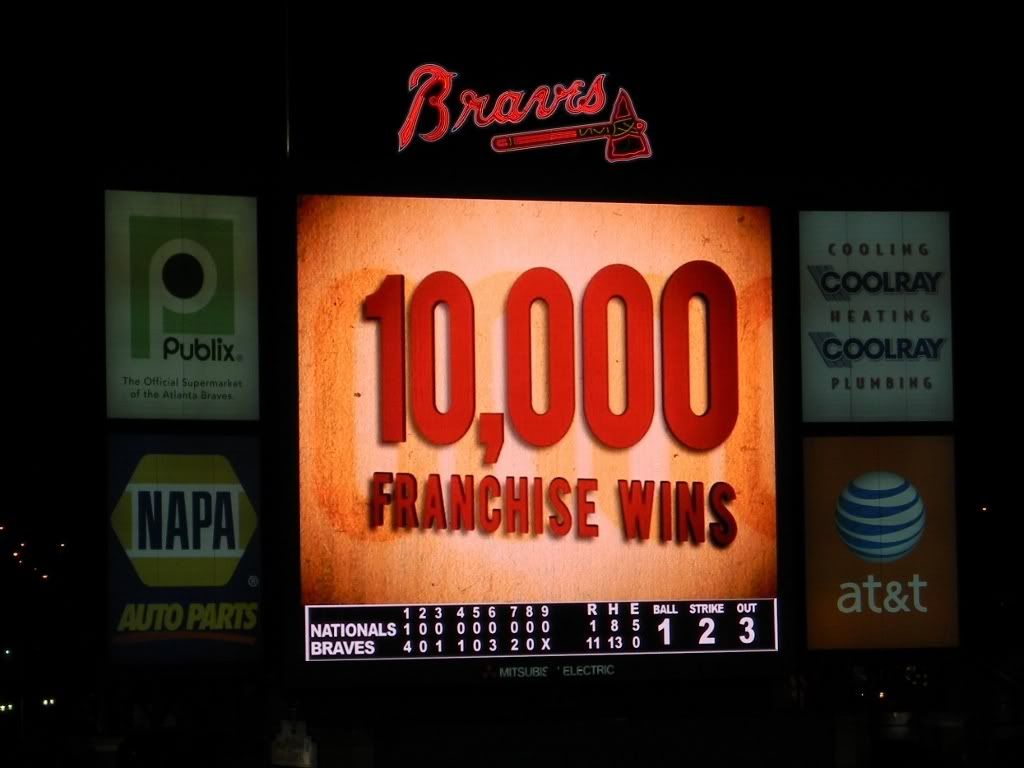 Braves
Publix®
The Official Supermarket
of the Atlanta Braves.
NAPA
®
AUTO PARTS
10,000
FRANCHISE WINS
1 2 3 4 5 6 7 8 9 R H E BALL STRIKE OUT
NATIONALS 1 0 0 0 0 0 0 0 0 1 8 5 1 2 3
BRAVES 4 0 1 1 0 3 2 0 X 11 13 0
ELECTRIC
COOLING
COOLRAY
HEATING
COOLRAY
PLUMBING
at&t